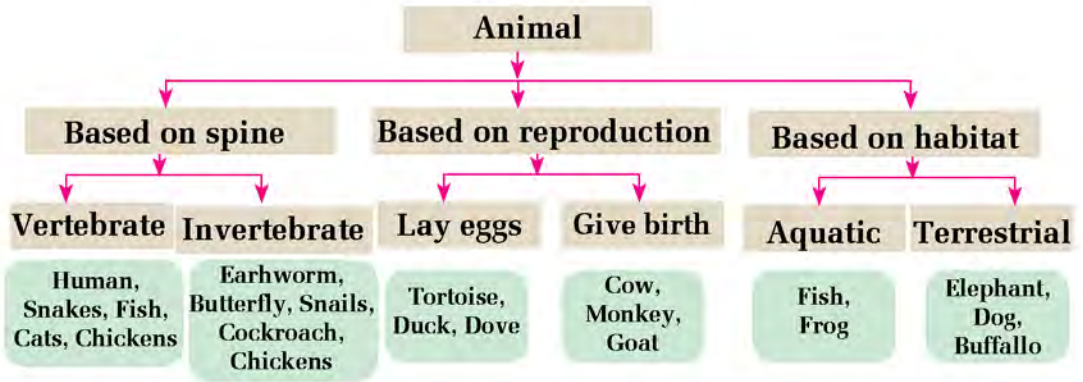 Animal
Based on spine
Based on reproduction
Based on habitat
Vertebrate
Invertebrate
Lay eggs
Give birth
Aquatic
Terrestrial
Human,
Snakes, Fish,
Cats, Chickens
Earhworm,
Butterfly, Snails,
Cockroach,
Chickens
Tortoise,
Duck, Dove
Cow,
Monkey,
Goat
Fish,
Frog
Elephant,
Dog,
Buffallo